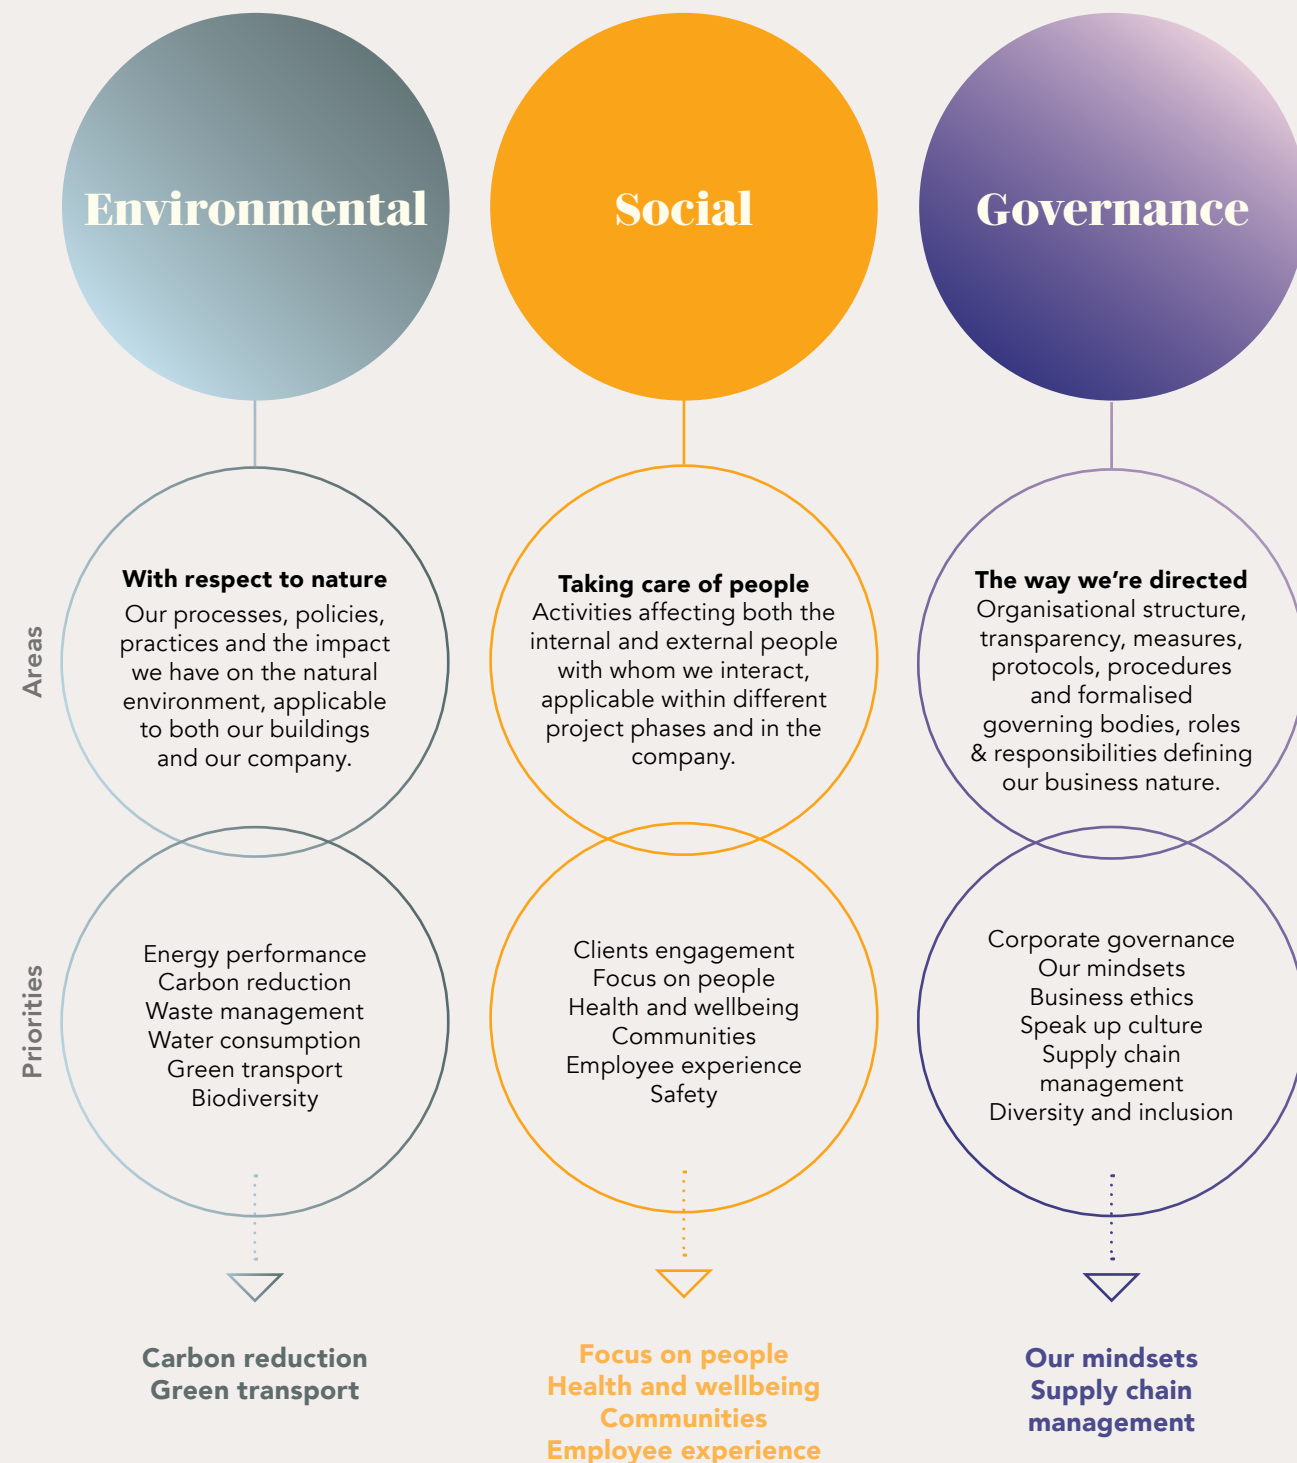 Environmental
Social
Governance
Areas
With respect to nature
Our processes, policies,
practices and the impact
we have on the natural
environment, applicable
to both our buildings
and our company.
Taking care of people
Activities affecting both the
internal and external people
with whom we interact,
applicable within different
project phases and in the
company.
The way we’re directed
Organisational structure,
transparency, measures,
protocols, procedures
and formalised
governing bodies, roles
& responsibilities defining
our business nature.
Priorities
Energy performance
Carbon reduction
Waste management
Water consumption
Green transport
Biodiversity
Clients engagement
Focus on people
Health and wellbeing
Communities
Employee experience
Safety
Corporate governance
Our mindsets
Business ethics
Speak up culture
Supply chain
management
Diversity and inclusion
Carbon reduction
Green transport
Focus on people
Health and wellbeing
Communities
Employee experience
Our mindsets
Supply chain
management